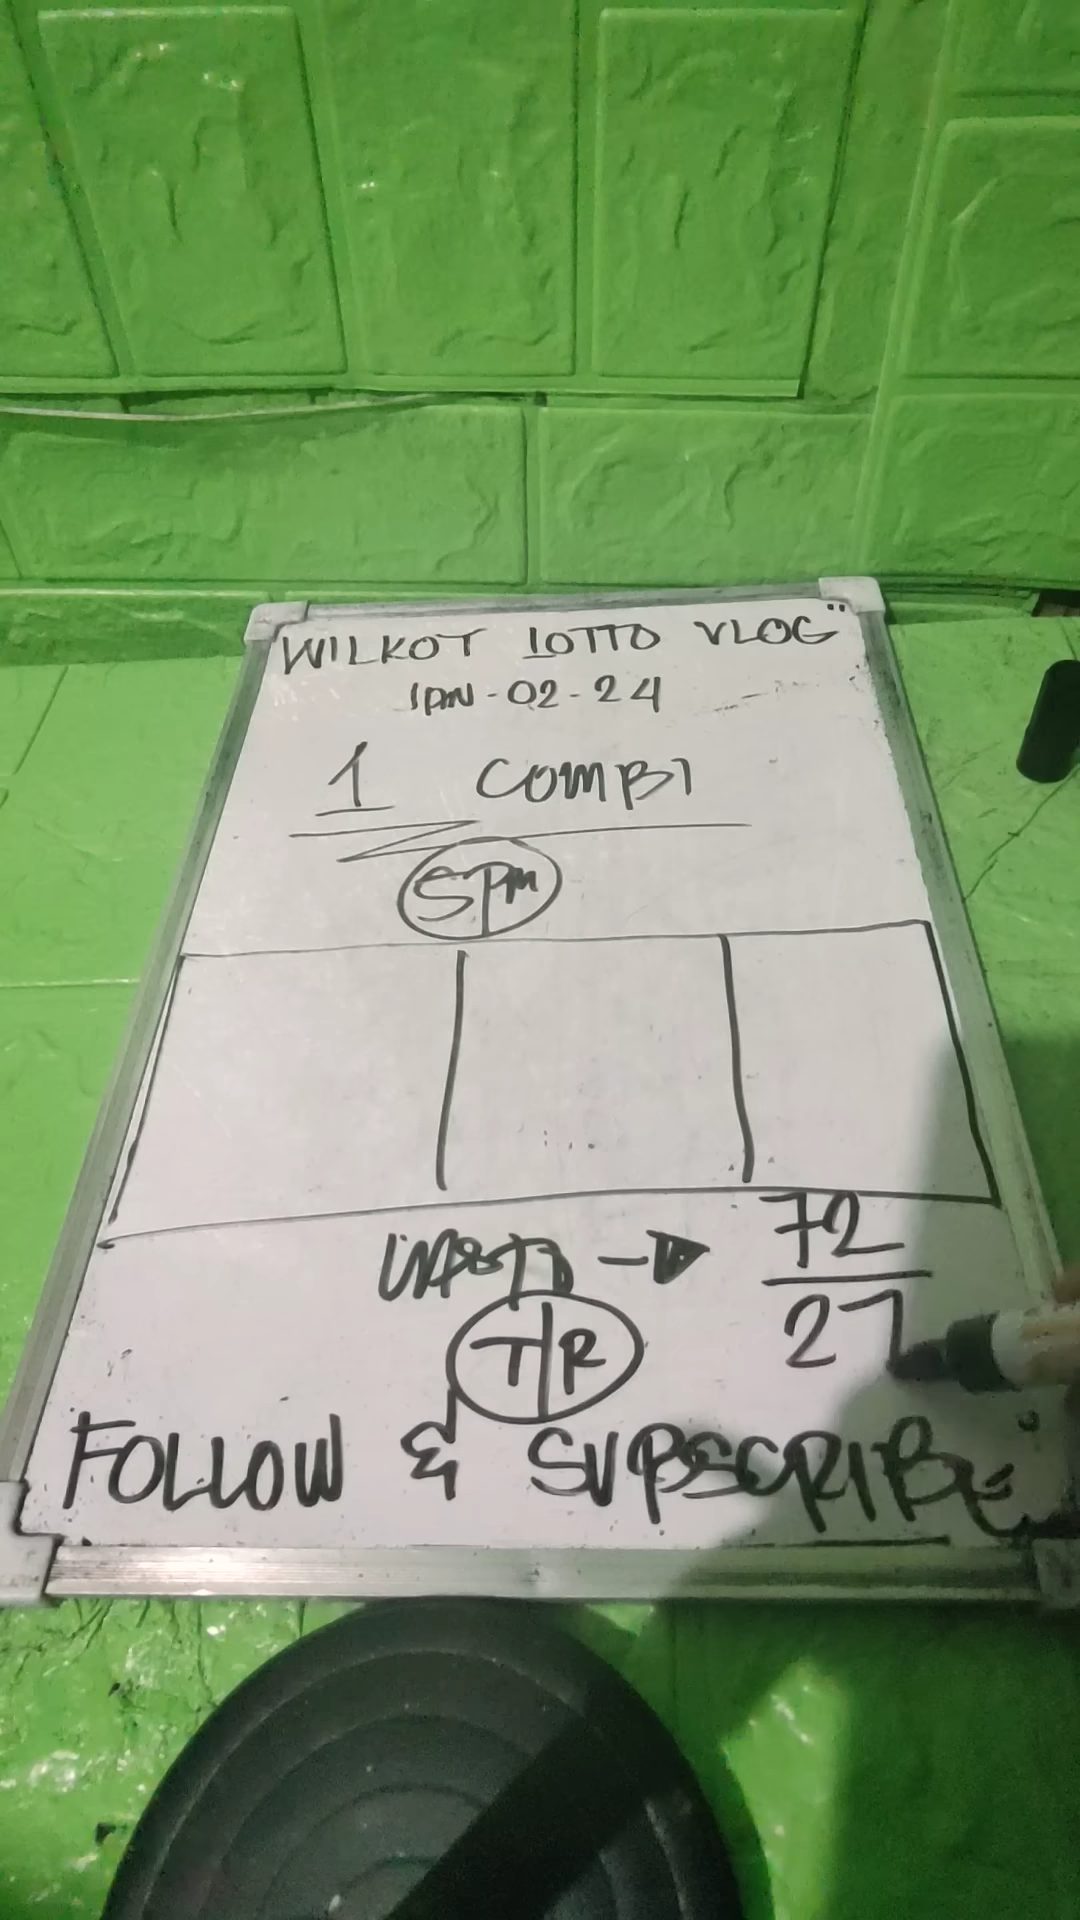 WILKOT LOTTO VLOG"
JAN-02-24
1 COMBI
5PM
72
T/R
27
FOLLOW & SUBSCRIBE